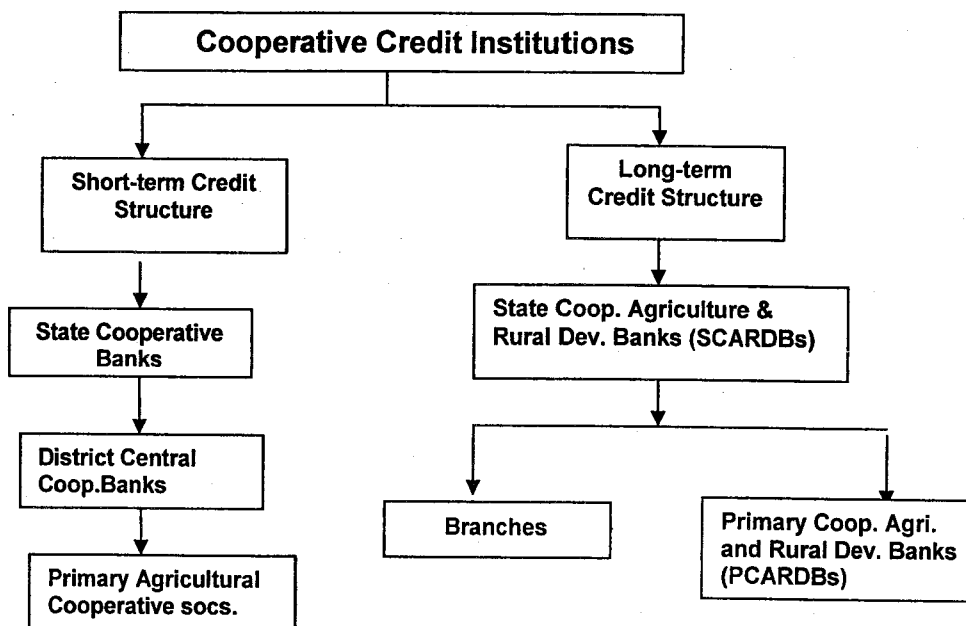 Cooperative Credit Institutions
Short-term Credit
Structure
Long-term
Credit Structure
State Cooperative
Banks
State Coop. Agriculture &
Rural Dev. Banks (SCARDBs)
District Central
Coop.Banks
Branches
Primary Coop. Agri.
and Rural Dev. Banks
(PCARDBs)
Primary Agricultural
Cooperative socs.